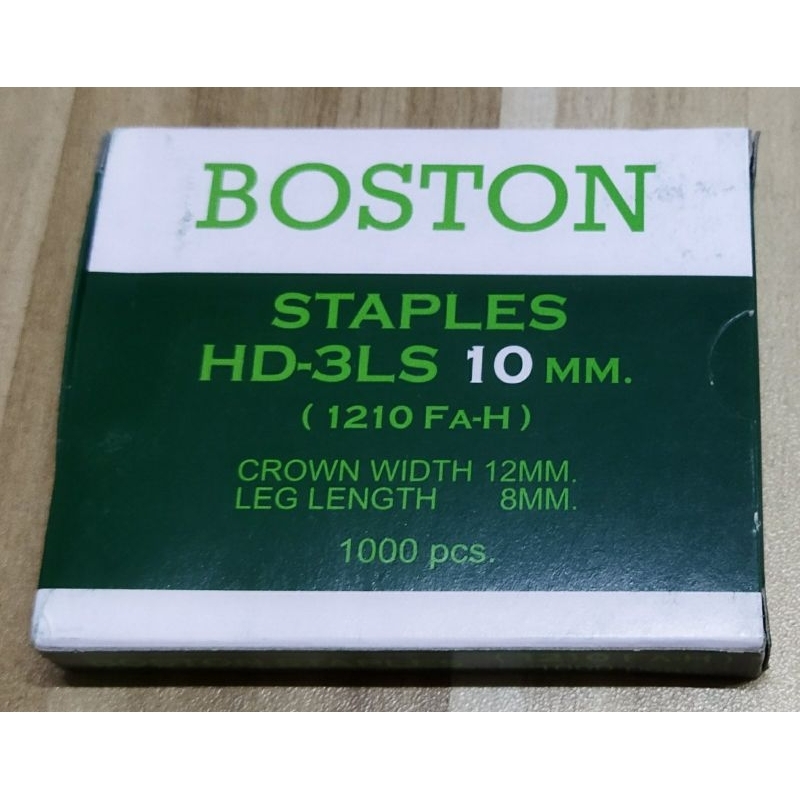 BOSTON
STAPLES
HD-3LS 10 MM.
( 1210 FA-H )
CROWN WIDTH 12MM.
LEG LENGTH 8MM.
1000 pcs.